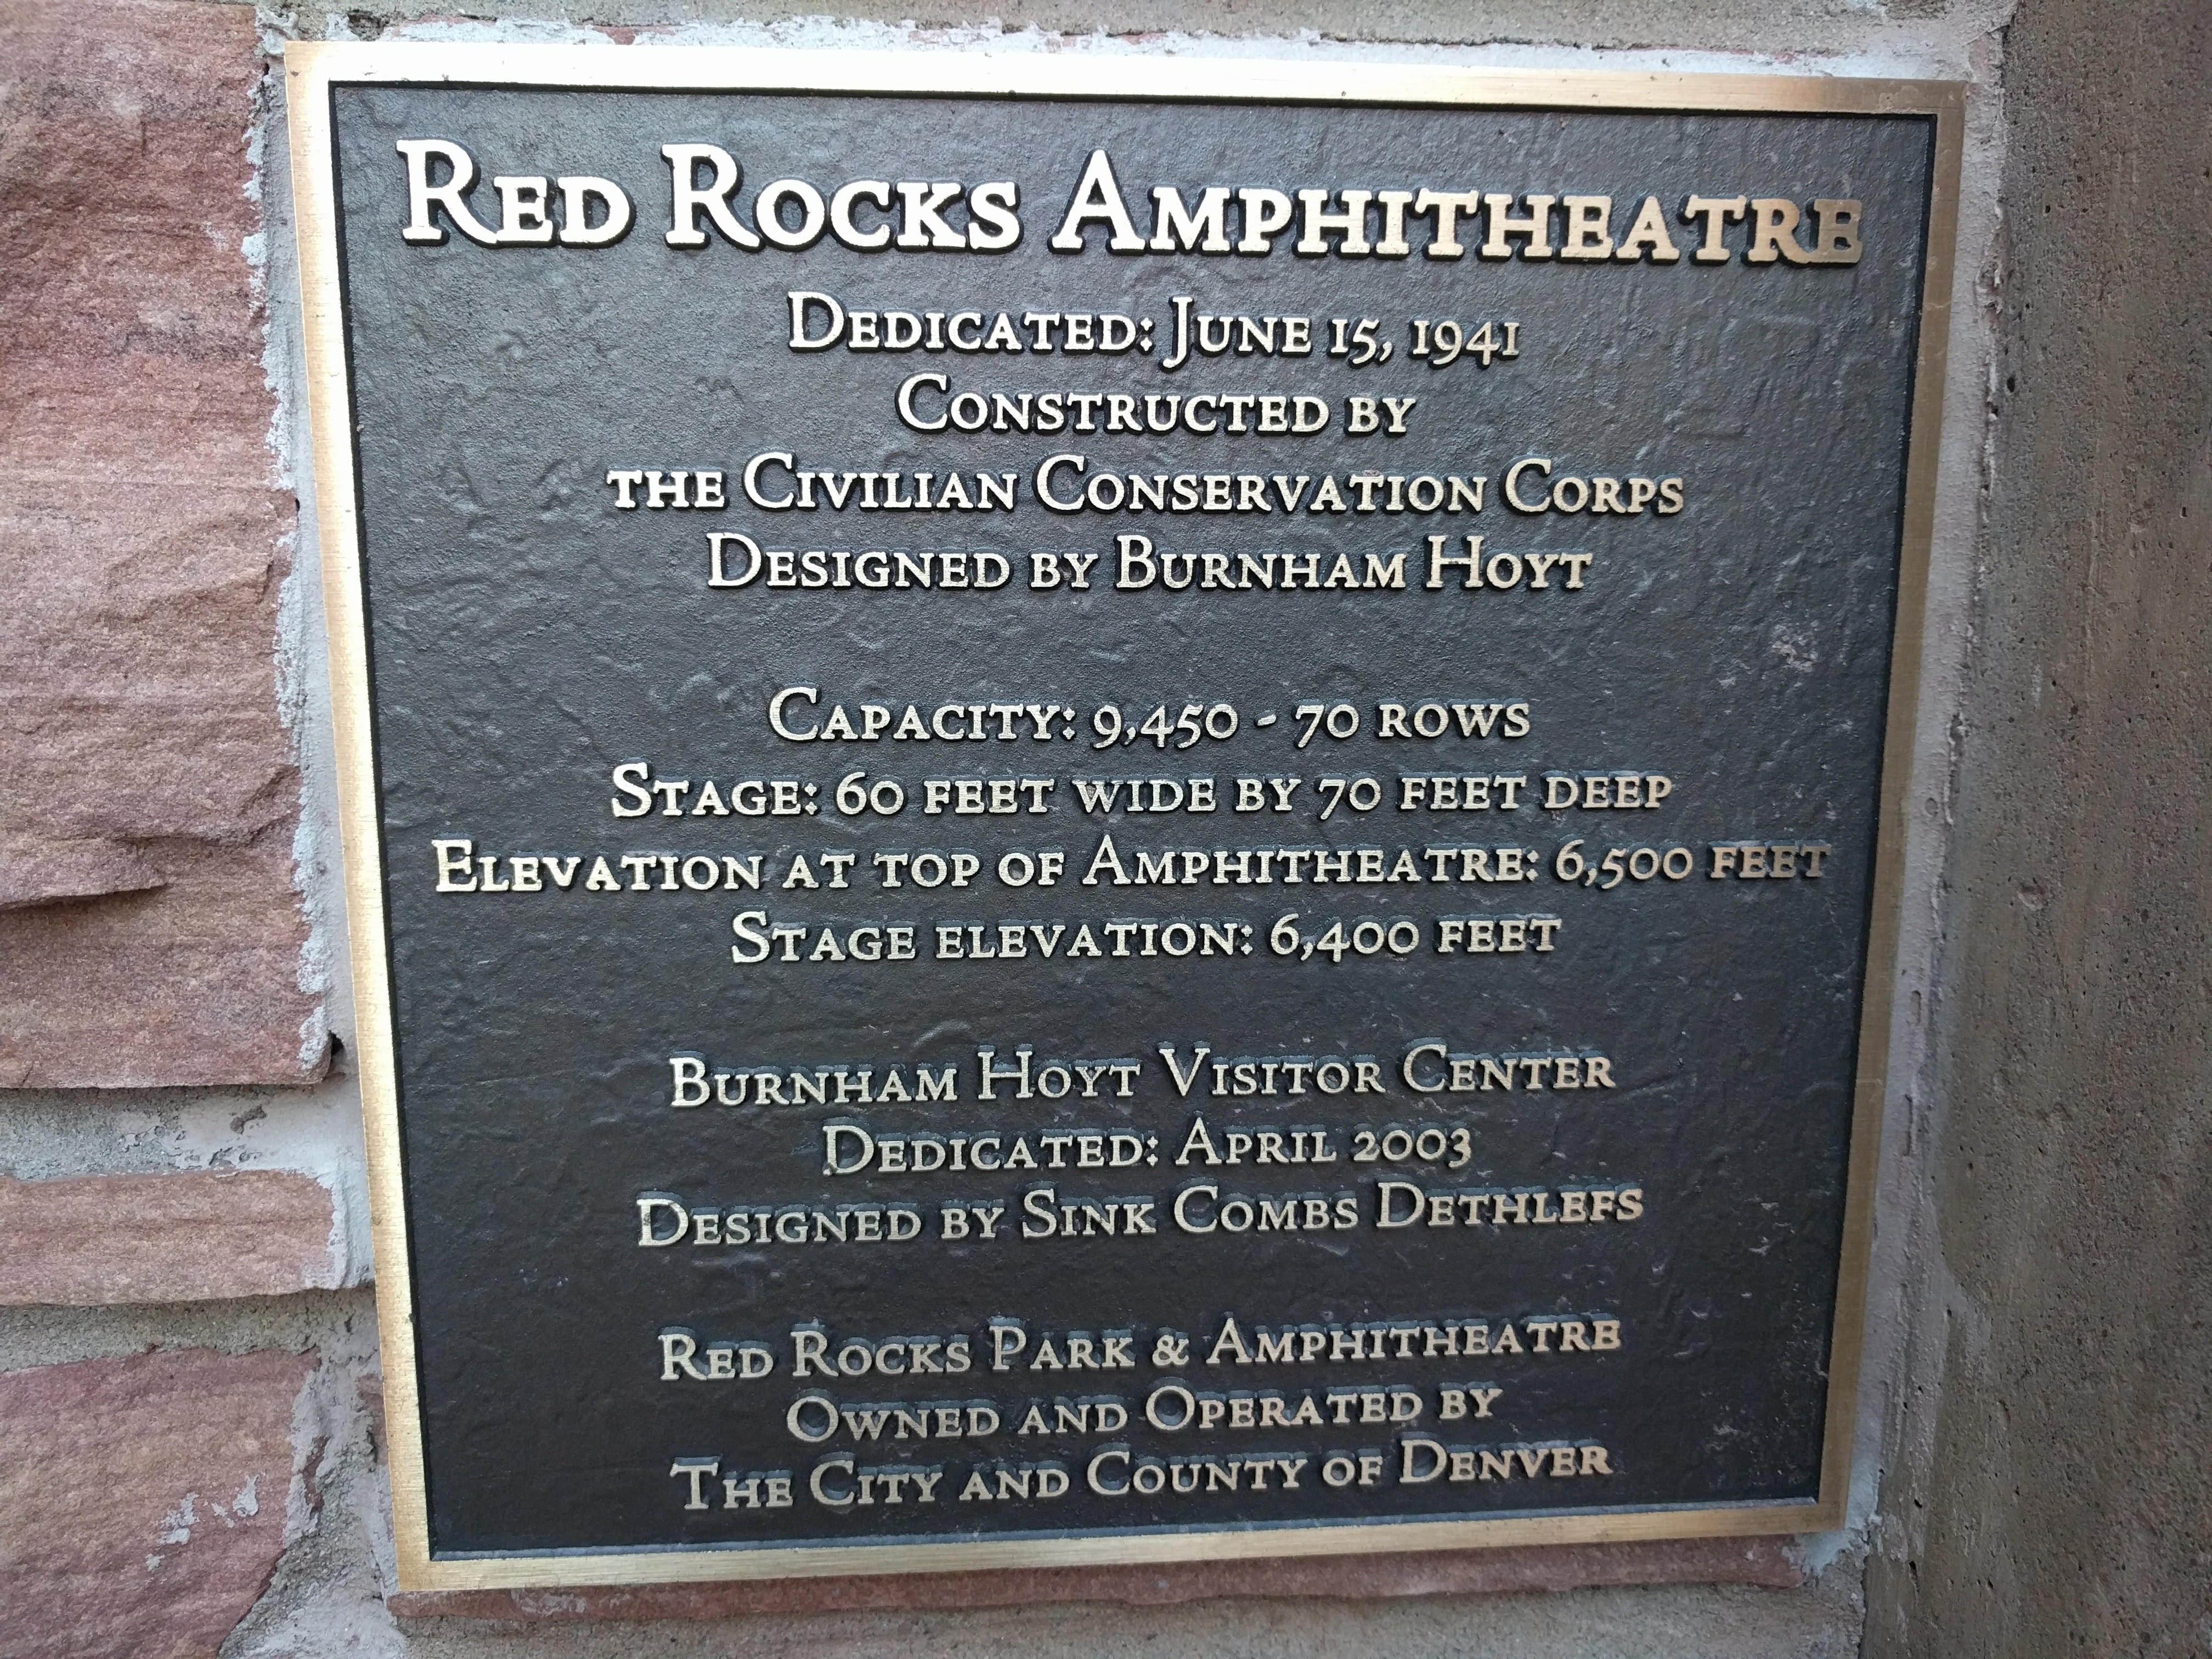 Red Rocks Amphitheatre
Dedicated: June 15, 1941
Constructed by
the Civilian Conservation Corps
Designed by Burnham Hoyt
Capacity: 9,450 - 70 rows
Stage: 60 feet wide by 70 feet deep
Elevation at top of Amphitheatre: 6,500 feet
Stage elevation: 6,400 feet
Burnham Hoyt Visitor Center
Dedicated: April 2003
Designed by Sink Combs Dethlefs
Red Rocks Park & Amphitheatre
Owned and Operated by
The City and County of Denver